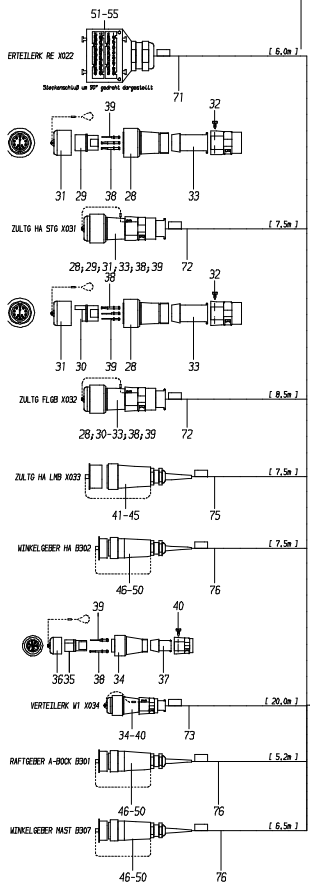 51-55
ERTEILERK RE X022
[ 6,0m ]
Steckanschluß um 90° gedreht dargestellt
71
39
32
31
29
38
28
33
ZULTG HA STG X031
[ 7.5m ]
28;29;31;33;38;39
72
38
32
31
30
39
28
33
ZULTG FLGB X032
[ 8.5m ]
28;30-33;38;39
72
ZULTG HA LMB X033
[ 7.5m ]
41-45
75
WINKELGEBER HA B302
[ 7.5m ]
46-50
76
39
40
36
35
38
34
37
VERTEILERK W1 X034
[ 20.0m ]
34-40
73
RAFTGEBER A-BOCK B301
[ 5.2m ]
46-50
76
WINKELGEBER MAST B307
[ 6.5m ]
46-50
76